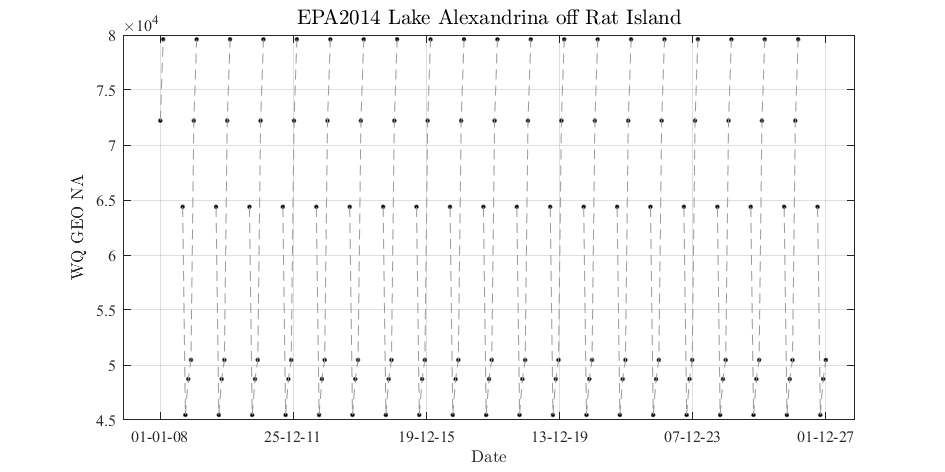 EPA2014 Lake Alexandrina off Rat Island
×10⁴
8
7.5
7
6.5
6
5.5
5
4.5
WQ GEO NA
01-01-08 25-12-11 19-12-15 13-12-19 07-12-23 01-12-27
Date